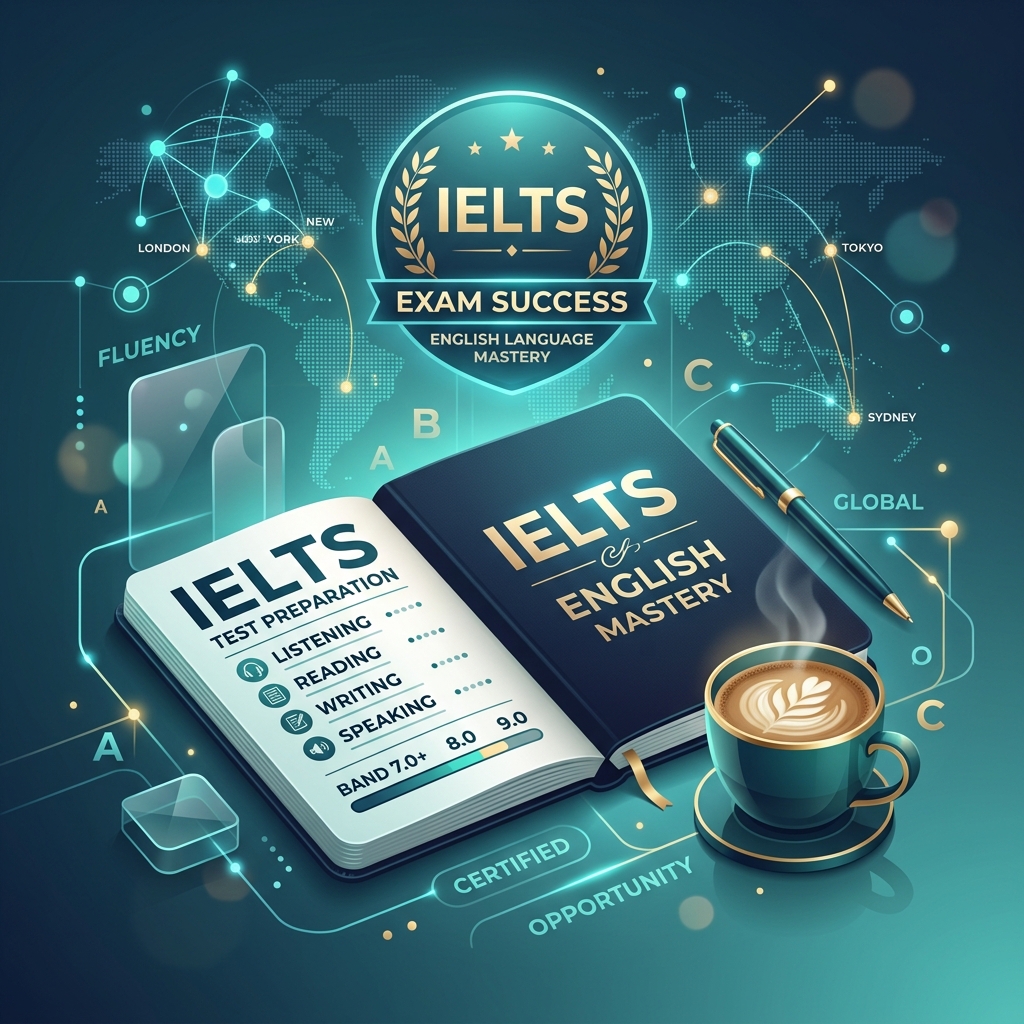 IELTS
EXAM SUCCESS
ENGLISH LANGUAGE
MASTERY
NEW
YORK
LONDON
TOKYO
SYDNEY
FLUENCY
GLOBAL
A
B
C
A
A
O
C
IELTS
TEST PREPARATION
LISTENING
READING
WRITING
SPEAKING
BAND 7.0+ 8.0 9.0
IELTS
&
ENGLISH
MASTERY
CERTIFIED
OPPORTUNITY